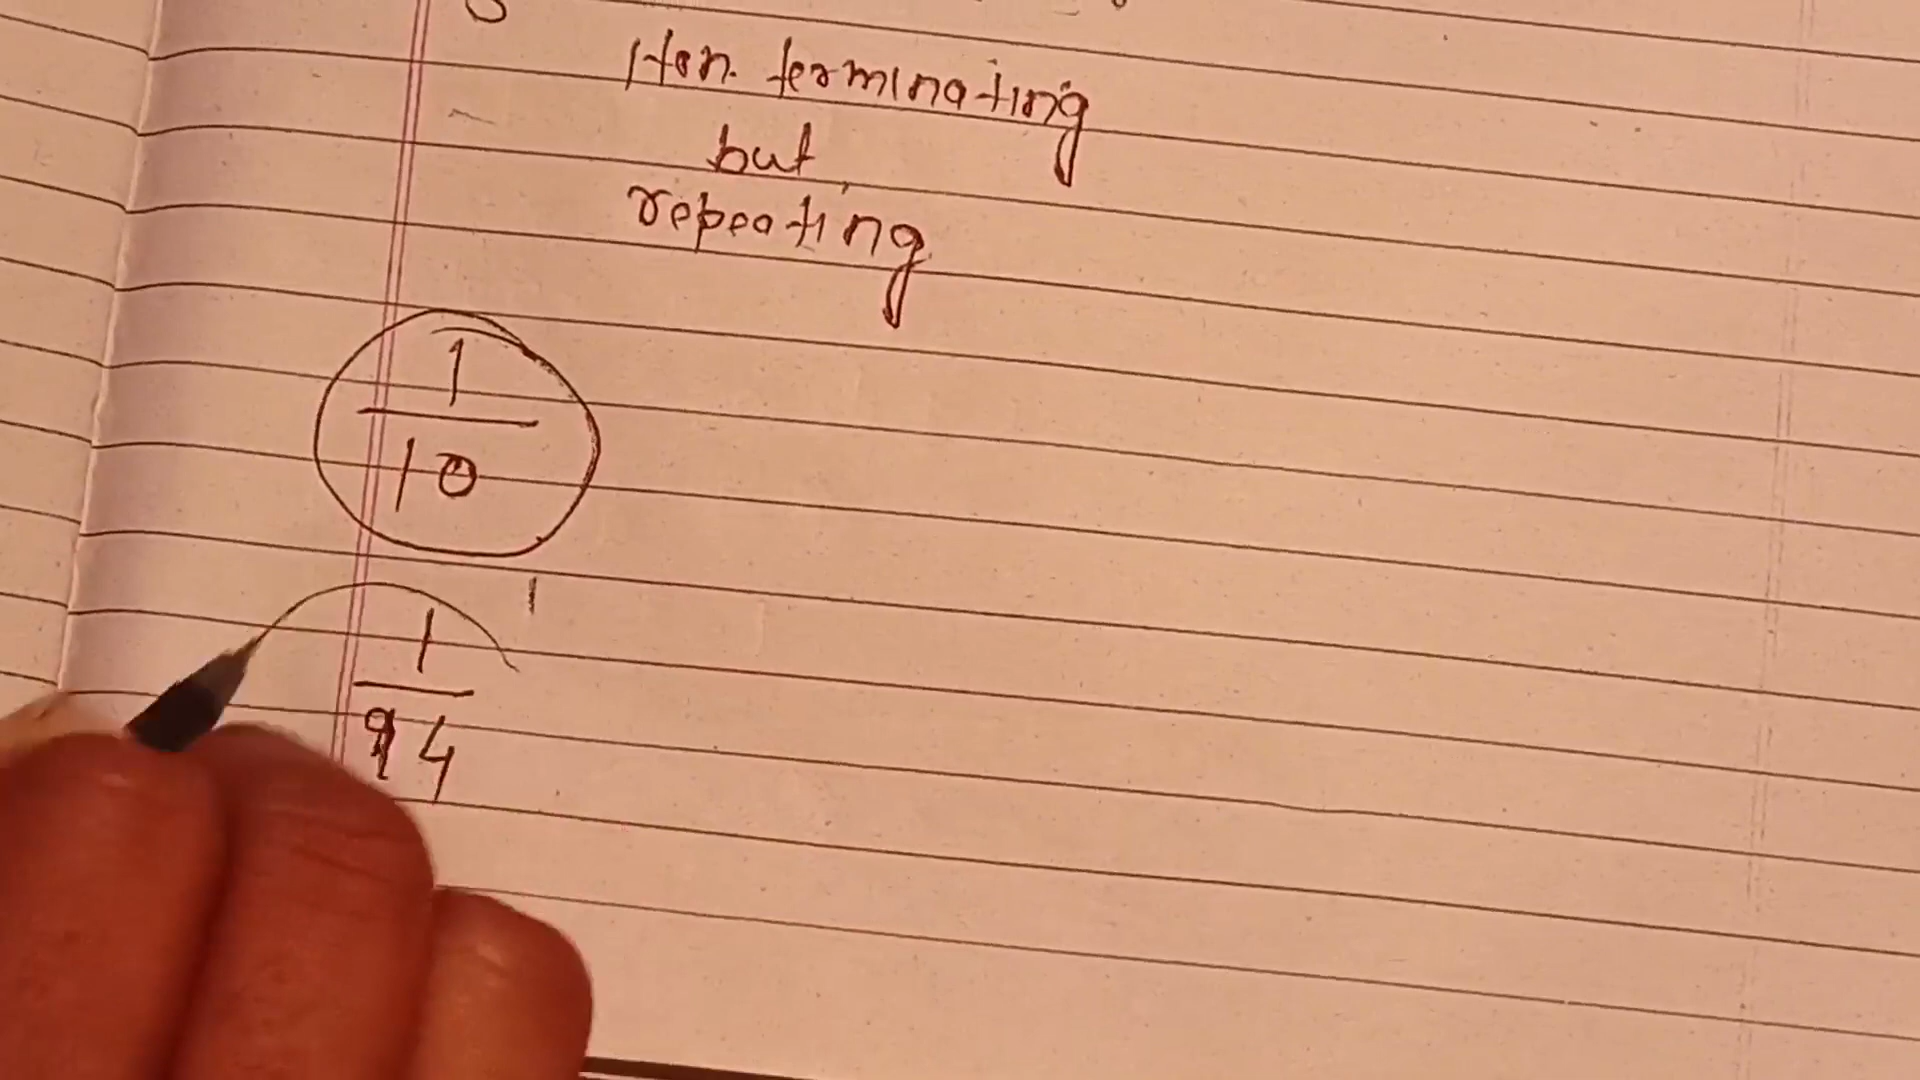 Non. terminating
but
repeating
1
10
1
94